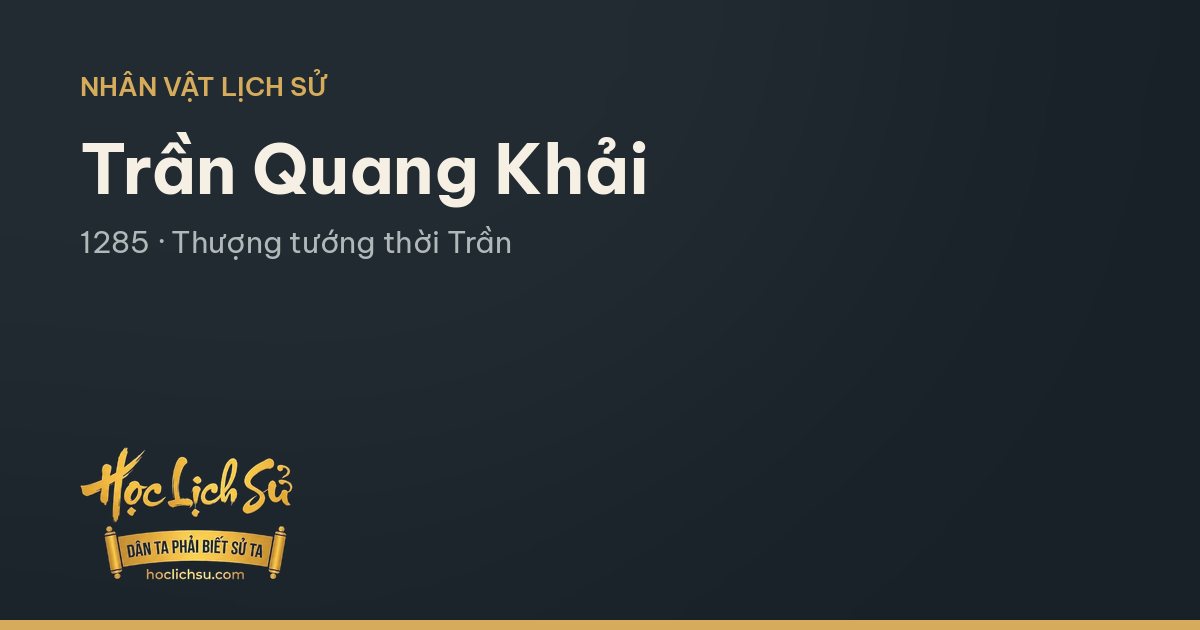 NHÂN VẬT LỊCH SỬ
Trần Quang Khải
1285 · Thượng tướng thời Trần
Học Lịch Sử
DÂN TA PHẢI BIẾT SỬ TA
hoclichsu.com